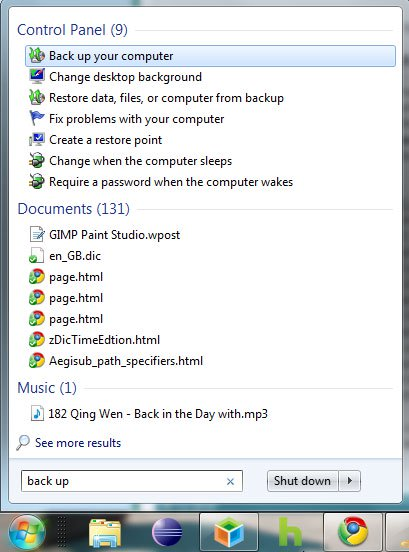 Control Panel (9)
Back up your computer
Change desktop background
Restore data, files, or computer from backup
Fix problems with your computer
Create a restore point
Change when the computer sleeps
Require a password when the computer wakes
Documents (131)
GIMP Paint Studio.wpost
en_GB.dic
page.html
page.html
page.html
zDicTimeEdtion.html
Aegisub_path_specifiers.html
Music (1)
182 Qing Wen - Back in the Day with.mp3
See more results
back up
Shut down